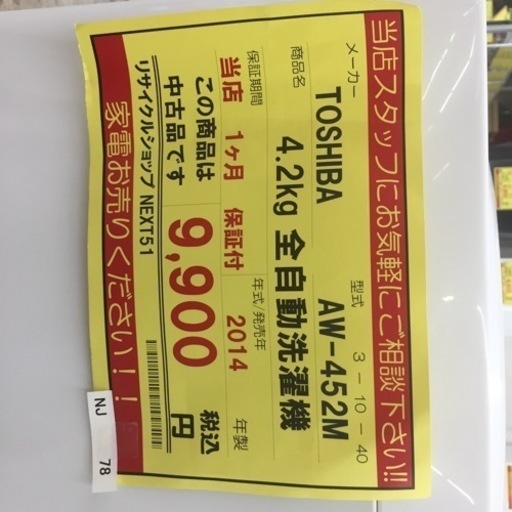 当店スタッフにお気軽にご相談下さい!!
メーカー 型式 3-10-40
TOSHIBA AW-452M
商品名
4.2kg 全自動洗濯機
保証期間 年式/発売年
当店 1ヶ月 保証付 2014 年製
この商品は
中古品です
9,900 税込 円
リサイクルショップ NEXT51
家電お売りください!!
NJ 78